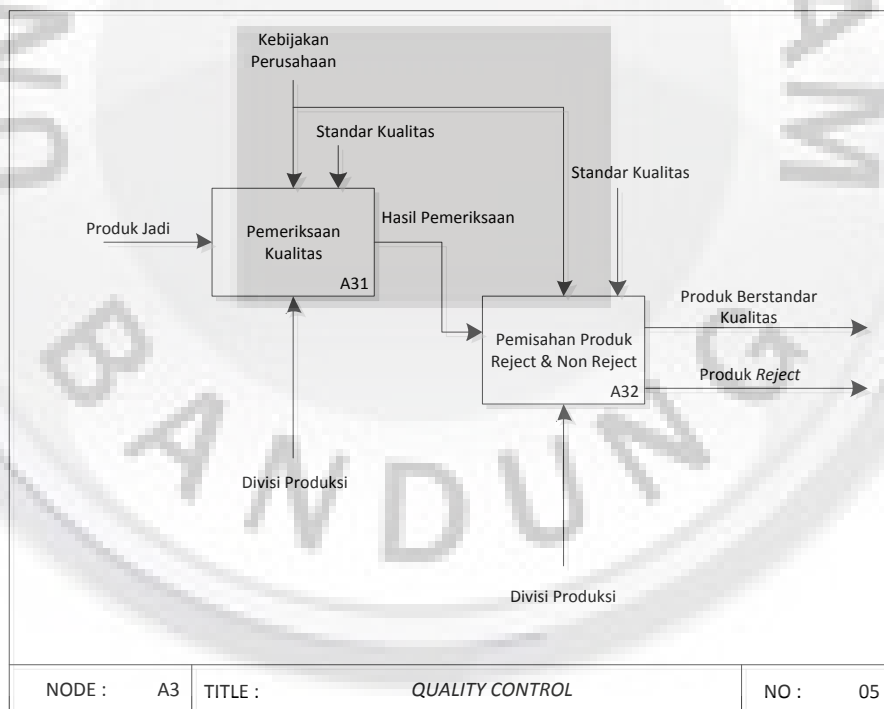 Kebijakan
Perusahaan
Standar Kualitas
Standar Kualitas
Produk Jadi
Pemeriksaan
Kualitas
A31
Hasil Pemeriksaan
Pemisahan Produk
Reject & Non Reject
A32
Produk Berstandar
Kualitas
Produk Reject
Divisi Produksi
Divisi Produksi
BANDUNG
NODE : A3
TITLE : QUALITY CONTROL
NO : 05